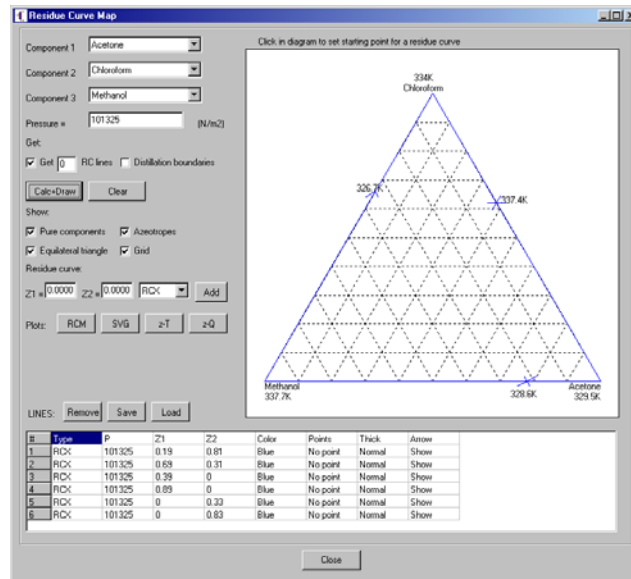 Residue Curve Map
Component 1 Acetone
Component 2 Chloroform
Component 3 Methanol
Pressure = 101325 [N/m2]
Get:
Get 0 RC lines Distillation boundaries
Calc+Draw Clear
Show:
Pure components Azeotropes
Equilateral triangle Grid
Residue curve:
Z1 = 0.0000 Z2 = 0.0000 RCX Add
Plots: RCM SVG z-T z-Q
LINES: Remove Save Load
Click in diagram to set starting point for a residue curve
334K
Chloroform
326.7K
337.4K
Methanol
337.7K
328.6K
Acetone
329.5K
# Type P Z1 Z2 Color Points Thick Arrow
1 RCX 101325 0.19 0.81 Blue No point Normal Show
2 RCX 101325 0.69 0.31 Blue No point Normal Show
3 RCX 101325 0.39 0 Blue No point Normal Show
4 RCX 101325 0.89 0 Blue No point Normal Show
5 RCX 101325 0 0.33 Blue No point Normal Show
6 RCX 101325 0 0.83 Blue No point Normal Show
Close